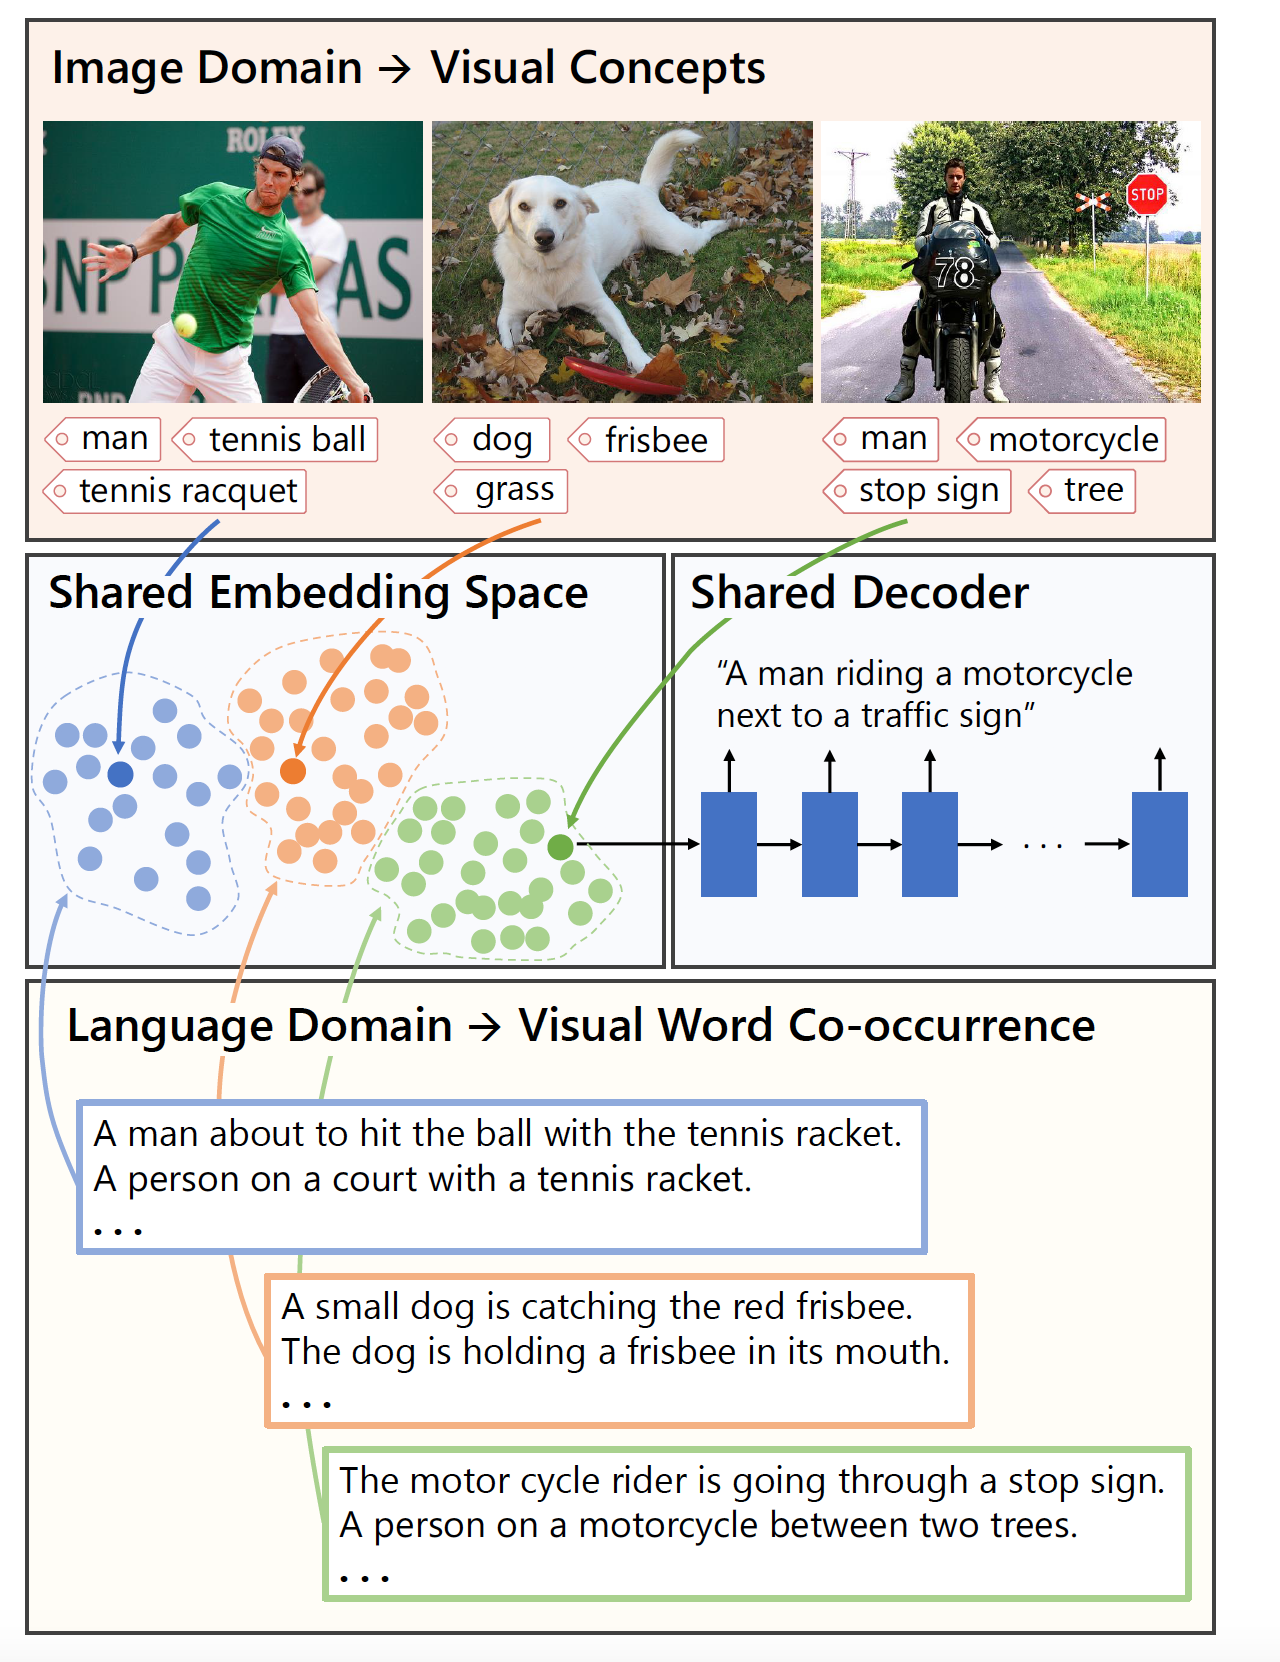 Image Domain → Visual Concepts
ROLEX
BNP PARIBAS
BNP
STOP
78
man
tennis ball
tennis racquet
dog
frisbee
grass
man
motorcycle
stop sign
tree
Shared Embedding Space
Shared Decoder
“A man riding a motorcycle
next to a traffic sign”
. . .
Language Domain → Visual Word Co-occurrence
A man about to hit the ball with the tennis racket.
A person on a court with a tennis racket.
. . .
A small dog is catching the red frisbee.
The dog is holding a frisbee in its mouth.
. . .
The motor cycle rider is going through a stop sign.
A person on a motorcycle between two trees.
. . .